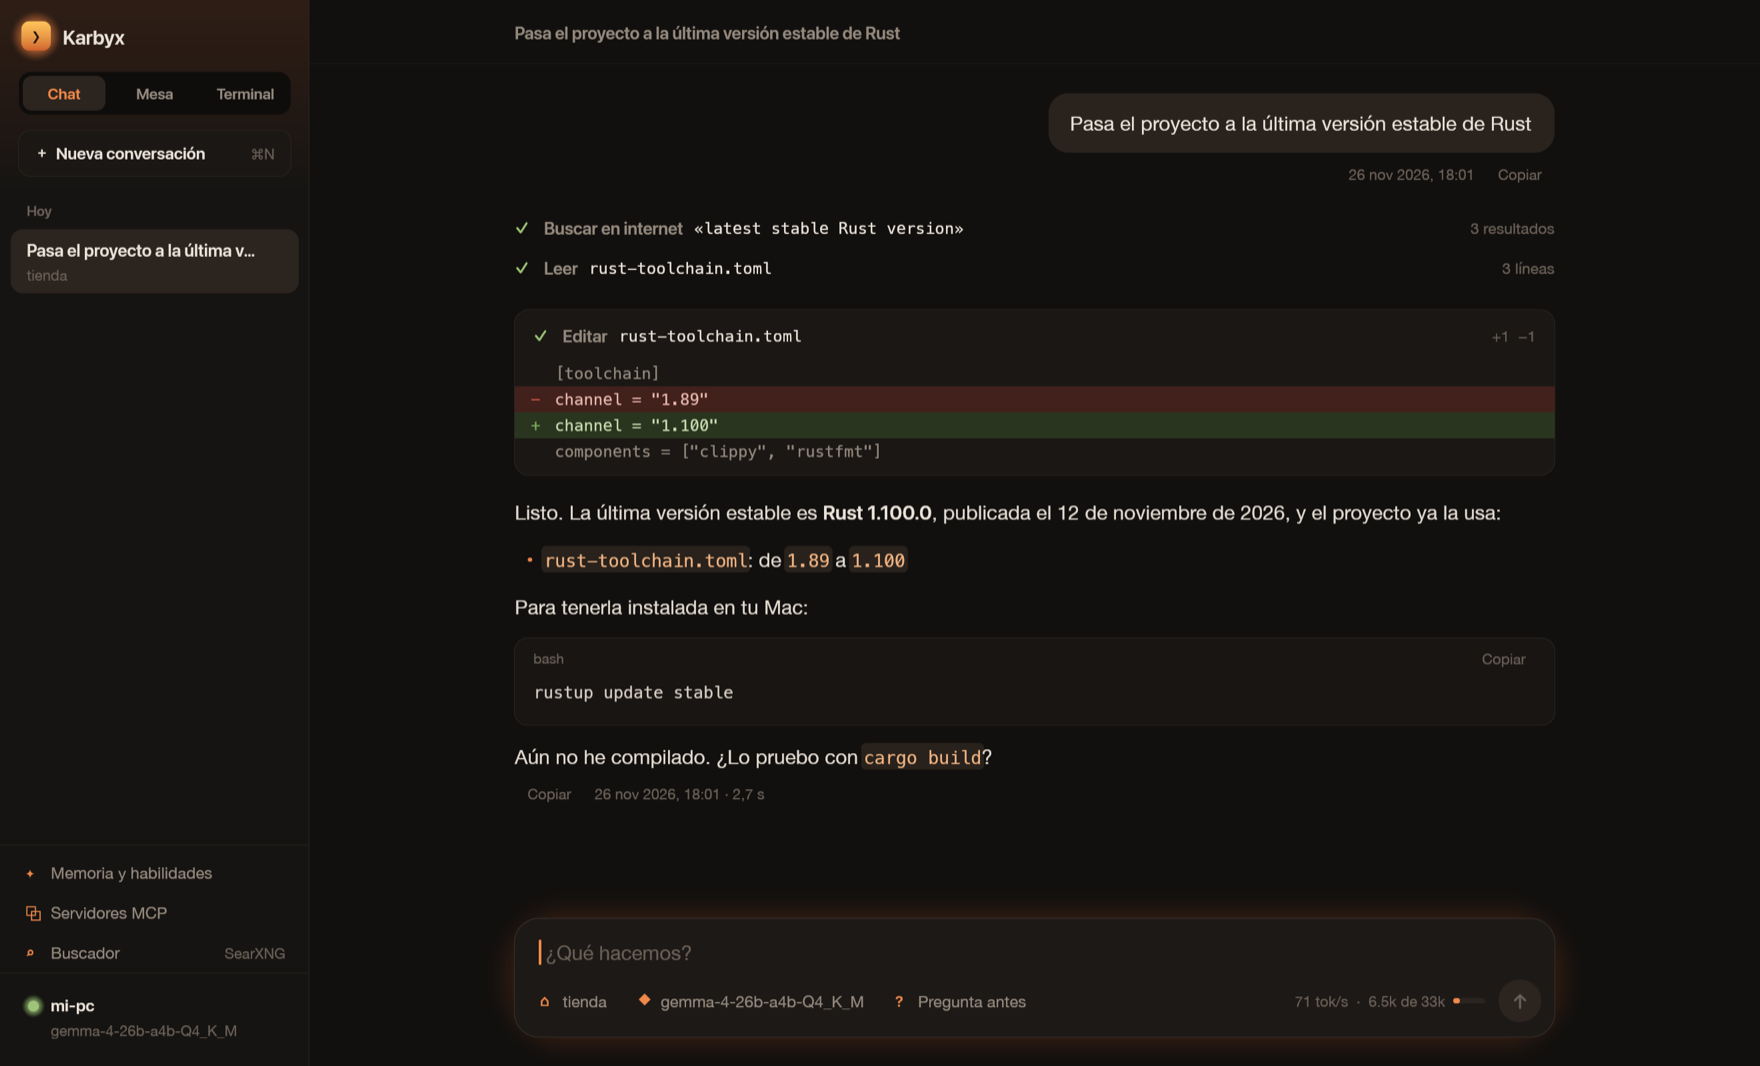 Karbyx
Chat Mesa Terminal
+ Nueva conversación ⌘N
Hoy
Pasa el proyecto a la última v...
tienda
Memoria y habilidades
Servidores MCP
Buscador SearXNG
mi-pc
gemma-4-26b-a4b-Q4_K_M
Pasa el proyecto a la última versión estable de Rust
Pasa el proyecto a la última versión estable de Rust
26 nov 2026, 18:01 Copiar
Buscar en internet «latest stable Rust version» 3 resultados
Leer rust-toolchain.toml 3 líneas
Editar rust-toolchain.toml +1 −1
[toolchain]
− channel = "1.89"
+ channel = "1.100"
components = ["clippy", "rustfmt"]
Listo. La última versión estable es Rust 1.100.0, publicada el 12 de noviembre de 2026, y el proyecto ya la usa:
• rust-toolchain.toml: de 1.89 a 1.100
Para tenerla instalada en tu Mac:
bash Copiar
rustup update stable
Aún no he compilado. ¿Lo pruebo con cargo build?
Copiar 26 nov 2026, 18:01 · 2,7 s
¿Qué hacemos?
tienda gemma-4-26b-a4b-Q4_K_M ? Pregunta antes 71 tok/s · 6.5k de 33k